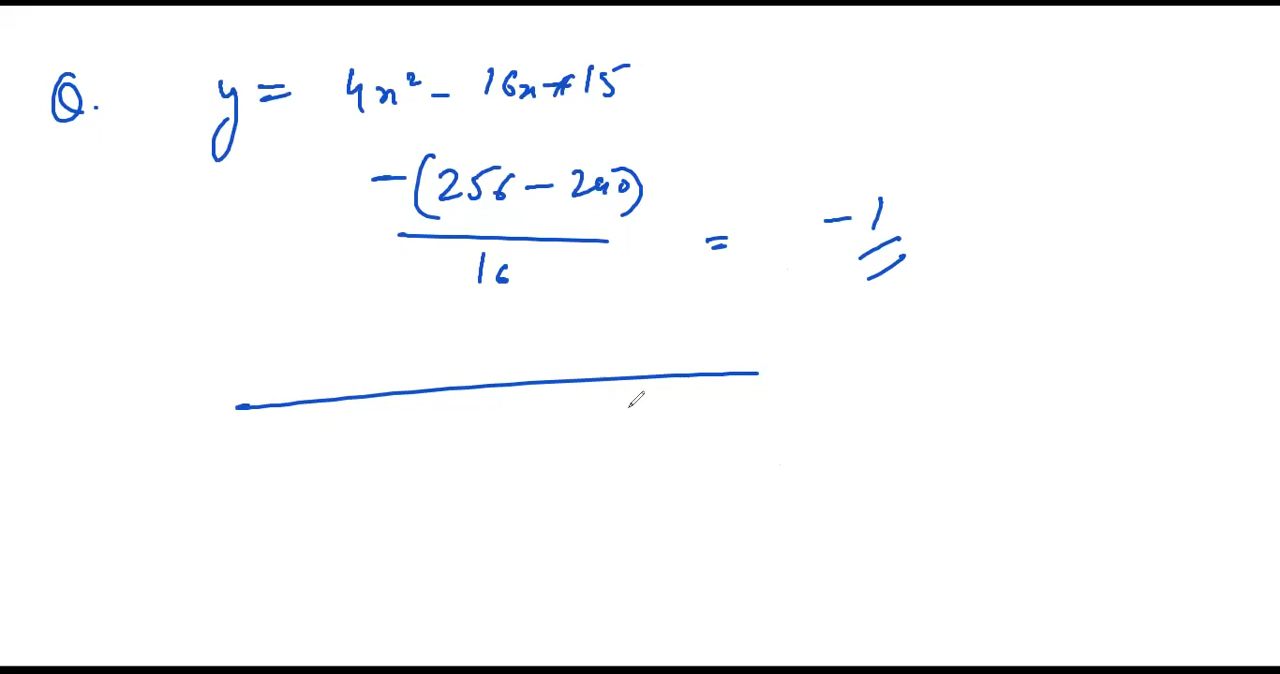 Q. y = 4x² - 16x + 15
-(256 - 240)
16
= -1